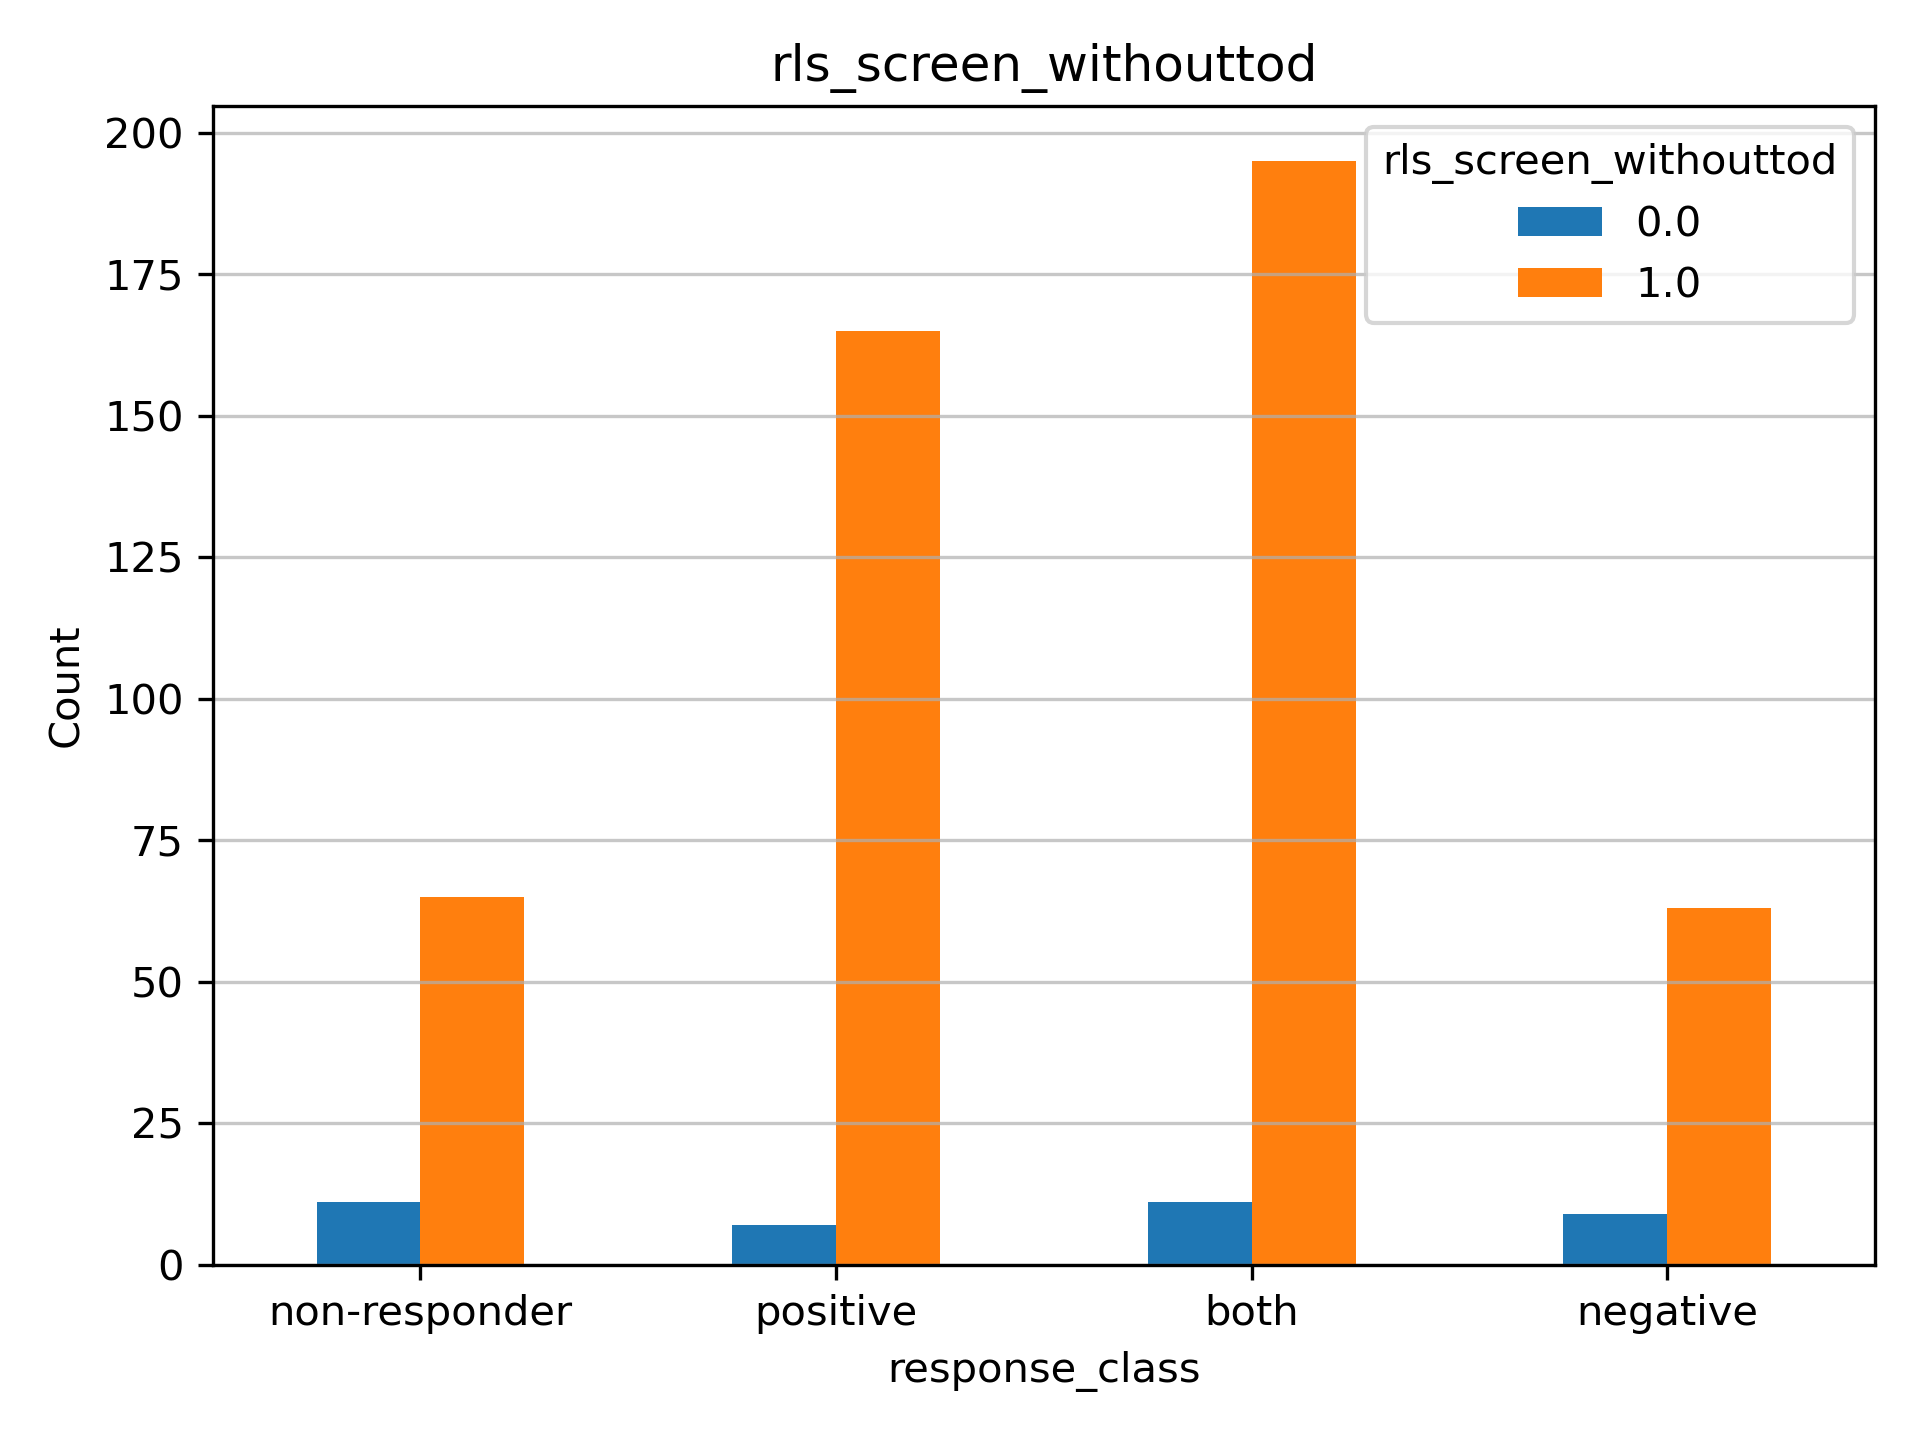 rls_screen_withouttod
rls_screen_withouttod
0.0
1.0
200
175
150
125
100
75
50
25
0
Count
non-responder positive both negative
response_class